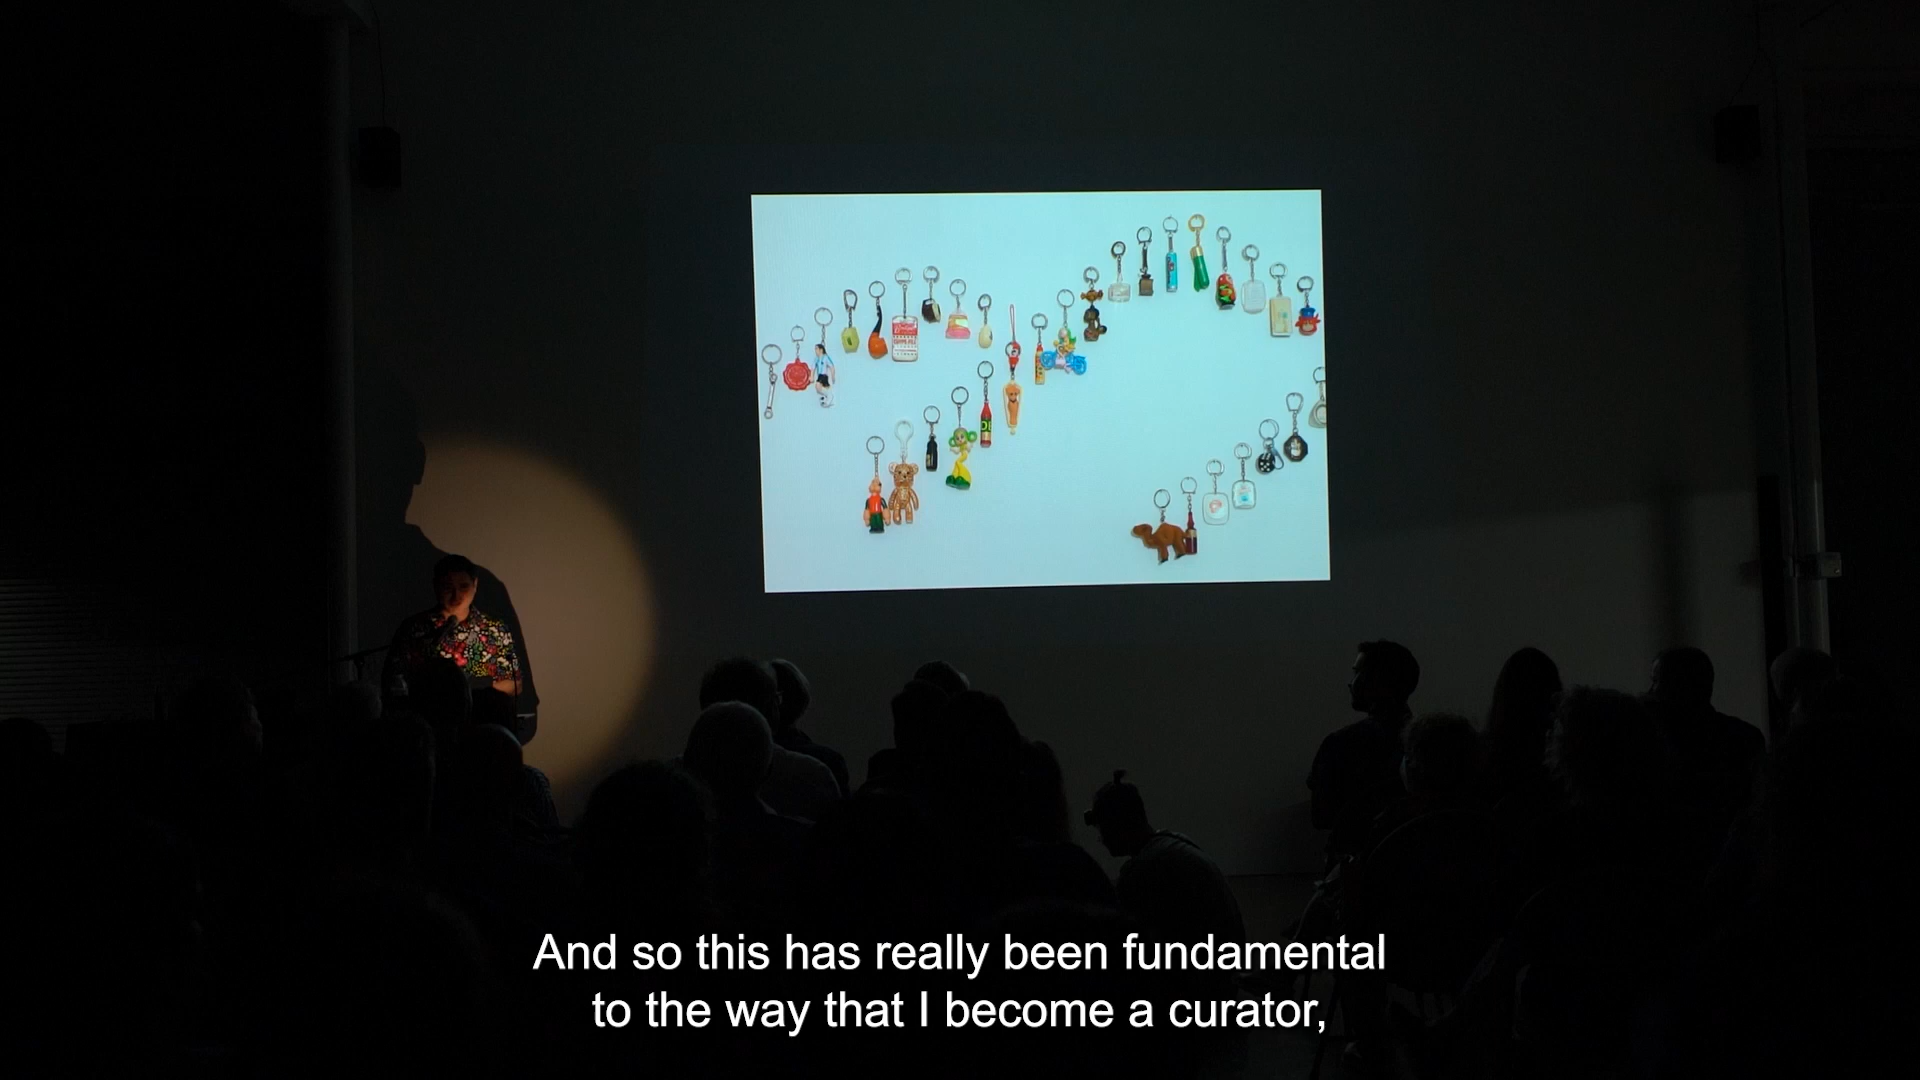 And so this has really been fundamental
to the way that I become a curator,